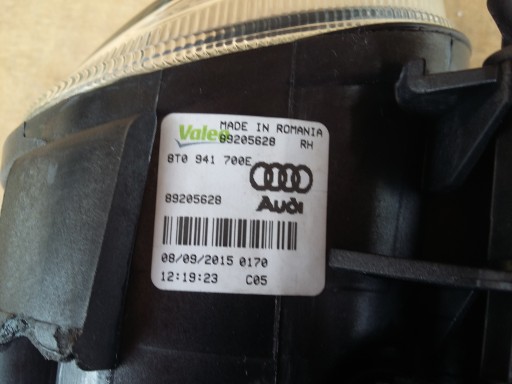 Valeo MADE IN ROMANIA
89205628 RH
8T0 941 700E
89205628 Audi
08/09/2015 0170
12:19:23 C05